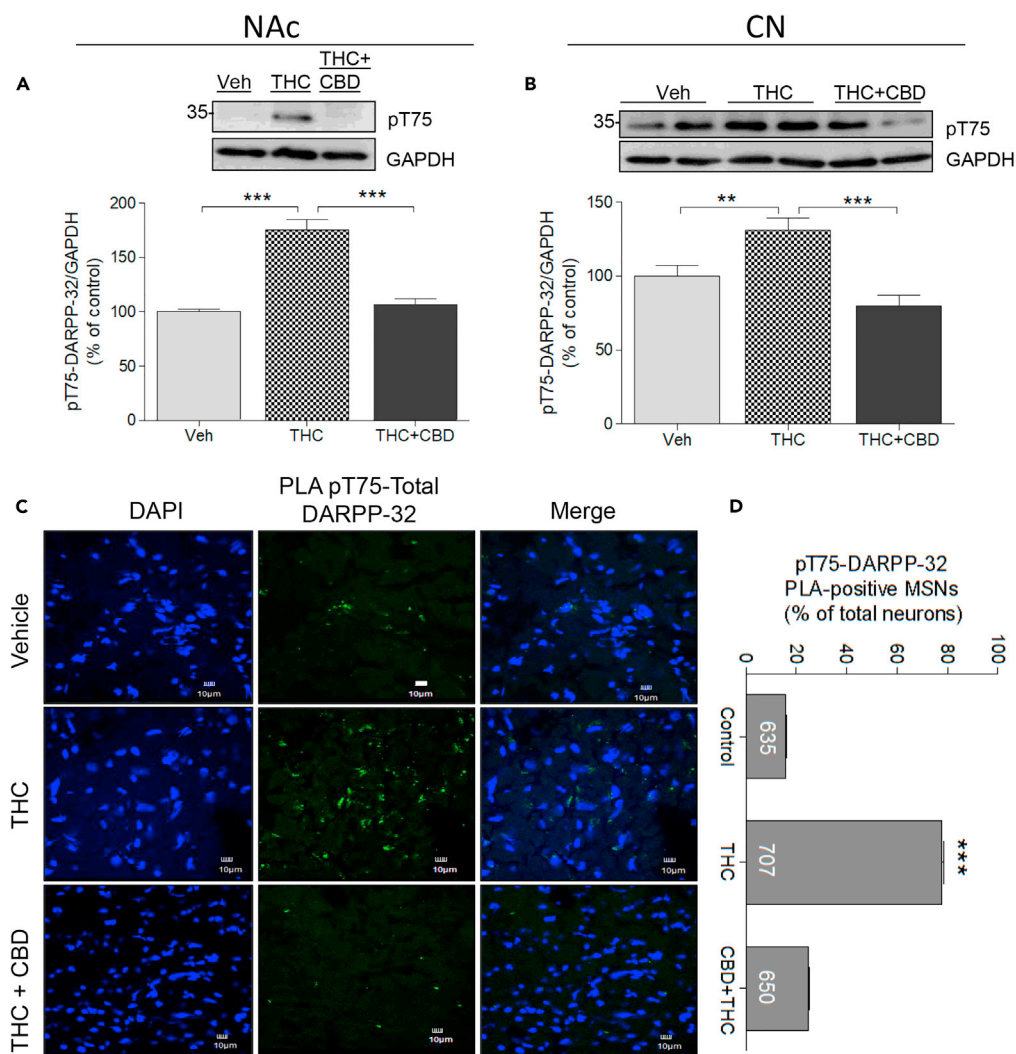 NAc
CN
A
Veh THC THC+
CBD
35-
pT75
GAPDH
pT75-DARPP-32/GAPDH
(% of control)
200
150
100
50
0
***
***
Veh THC THC+CBD
B
Veh THC THC+CBD
35-
pT75
GAPDH
pT75-DARPP-32/GAPDH
(% of control)
150
100
50
0
**
***
Veh THC THC+CBD
C
DAPI
PLA pT75-Total
DARPP-32
Merge
Vehicle
10µm
10µm
10µm
THC
10µm
10µm
10µm
THC + CBD
10µm
10µm
10µm
D
pT75-DARPP-32
PLA-positive MSNs
(% of total neurons)
0 20 40 60 80 100
635
Control
707
***
THC
650
CBD+THC